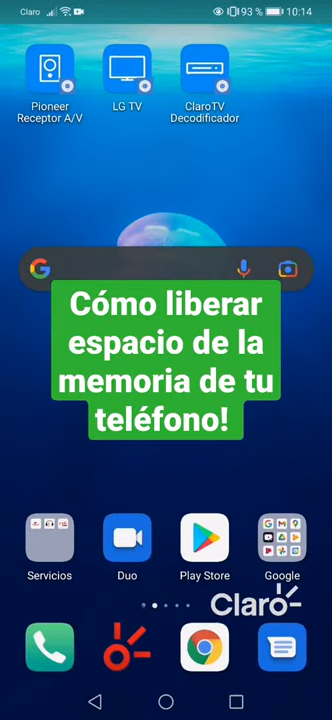 Claro 93 % 10:14
Pioneer Receptor A/V
LG TV
ClaroTV Decodificador
Cómo liberar
espacio de la
memoria de tu
teléfono!
Servicios Duo Play Store Google
Claro